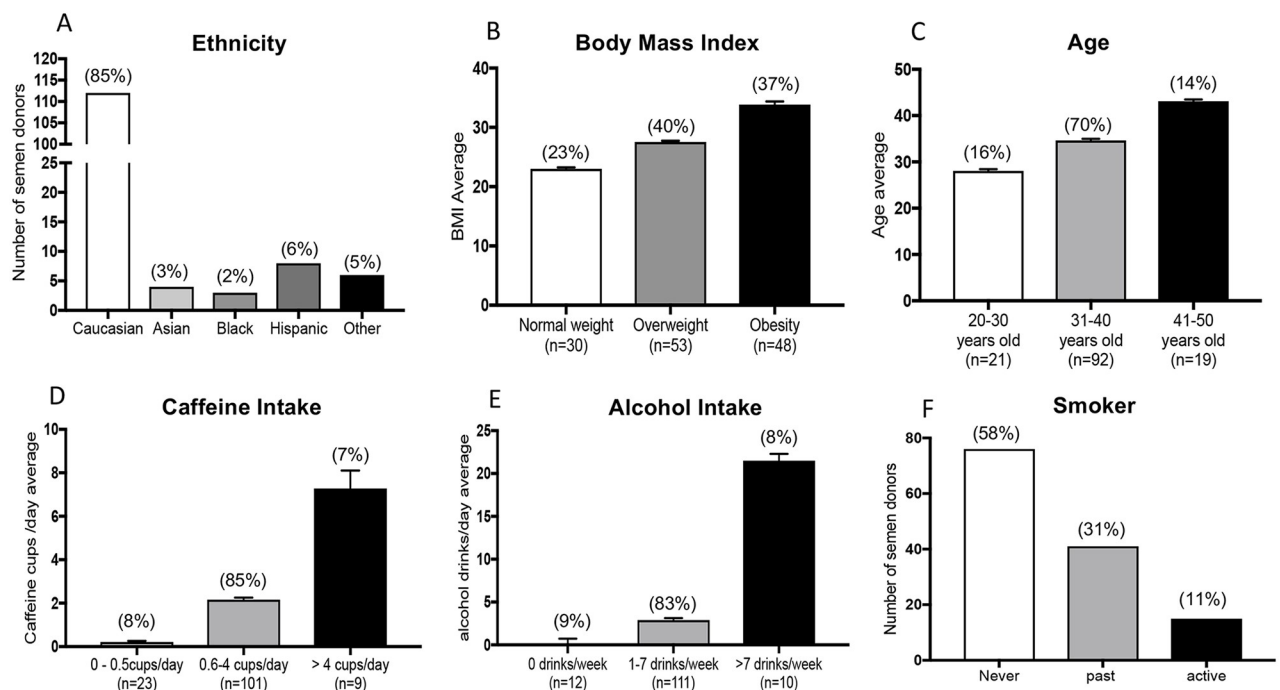 A
Ethnicity
Number of semen donors
120
115
110
105
100
25
20
15
10
5
0
(85%)
(3%)
(2%)
(6%)
(5%)
Caucasian Asian Black Hispanic Other
B
Body Mass Index
BMI Average
40
30
20
10
0
(23%)
(40%)
(37%)
Normal weight Overweight Obesity
(n=30) (n=53) (n=48)
C
Age
Age average
50
40
30
20
10
0
(16%)
(70%)
(14%)
20-30 31-40 41-50
years old years old years old
(n=21) (n=92) (n=19)
D
Caffeine Intake
Caffeine cups /day average
10
8
6
4
2
0
(8%)
(85%)
(7%)
0 - 0.5cups/day 0.6-4 cups/day > 4 cups/day
(n=23) (n=101) (n=9)
E
Alcohol Intake
alcohol drinks/day average
25
20
15
10
5
0
(9%)
(83%)
(8%)
0 drinks/week 1-7 drinks/week >7 drinks/week
(n=12) (n=111) (n=10)
F
Smoker
Number of semen donors
80
60
40
20
0
(58%)
(31%)
(11%)
Never past active